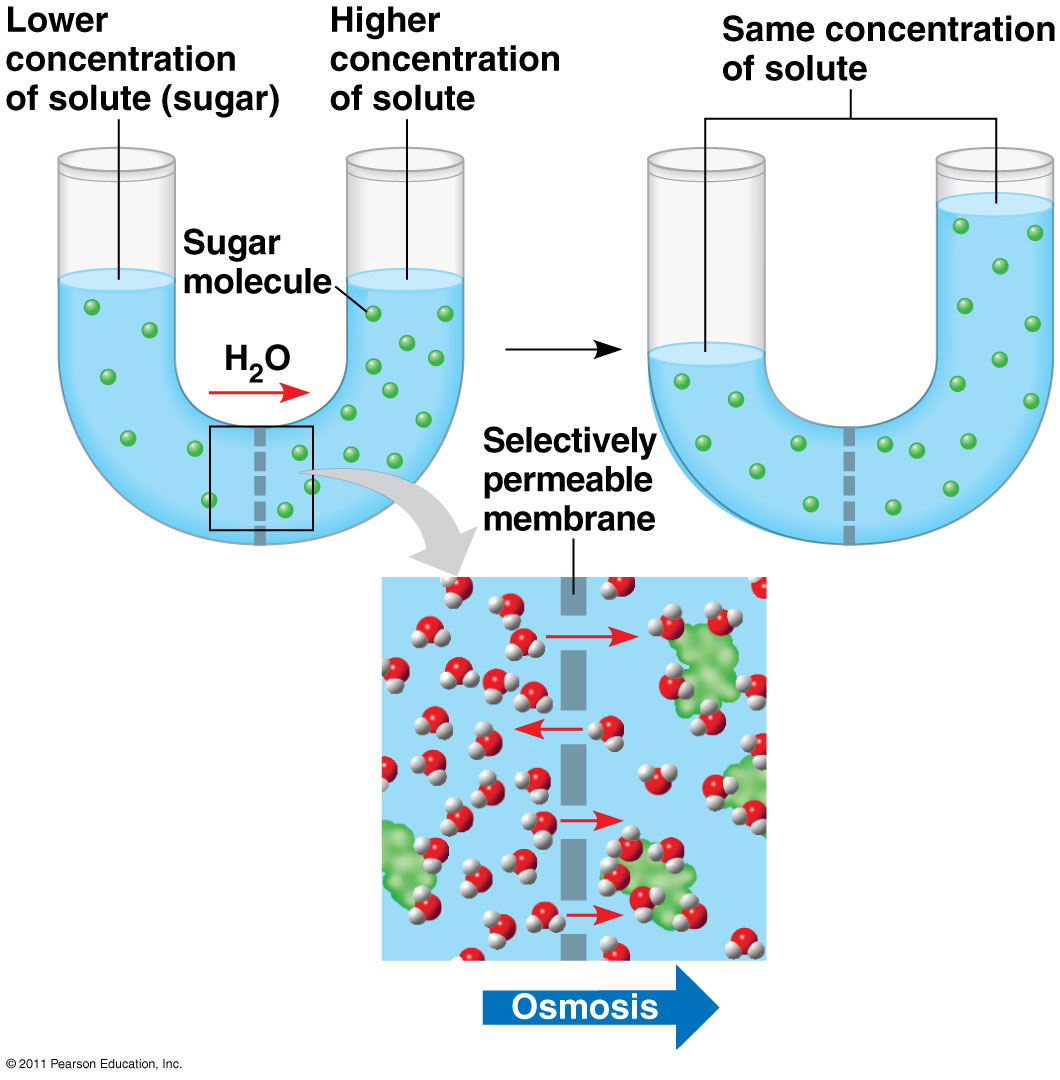 Lower
concentration
of solute (sugar)
Higher
concentration
of solute
Same concentration
of solute
Sugar
molecule
H₂O
Selectively
permeable
membrane
Osmosis
© 2011 Pearson Education, Inc.